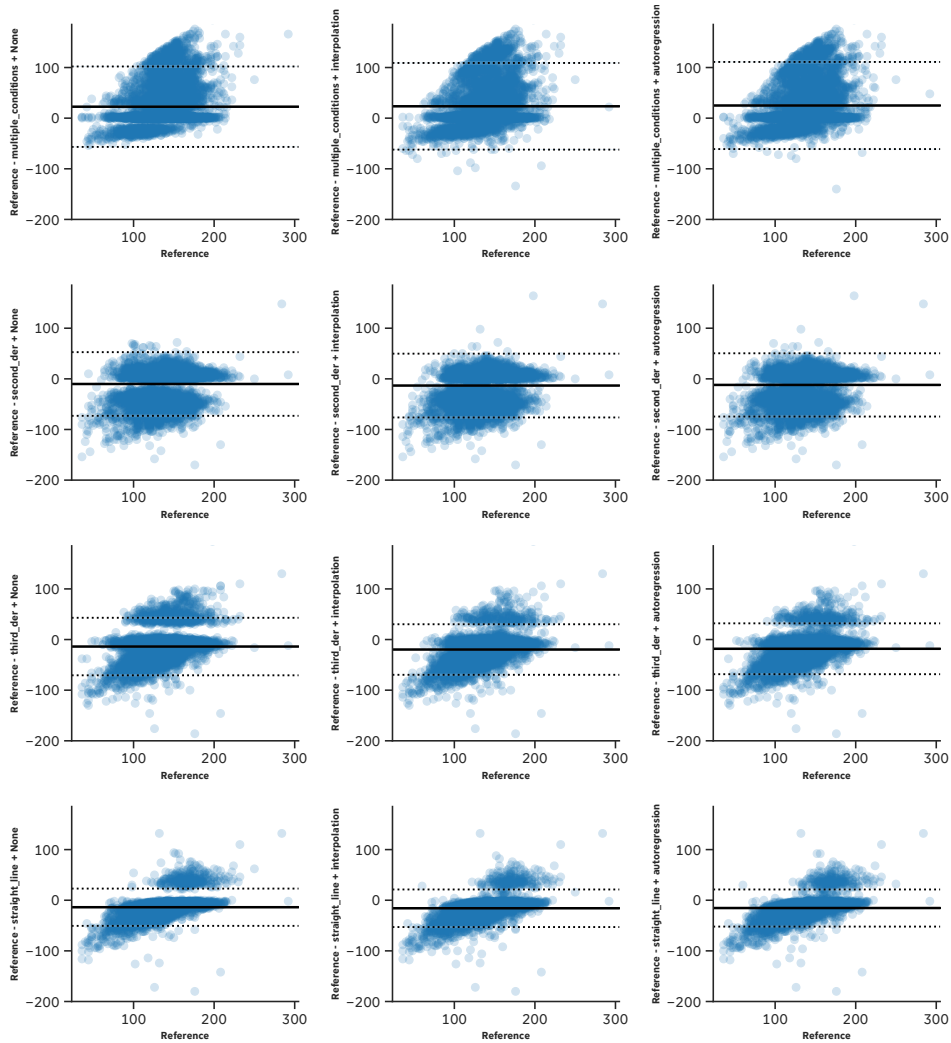 Reference - multiple_conditions + None
100
0
−100
−200
100 200 300
Reference
Reference - multiple_conditions + interpolation
100
0
−100
−200
100 200 300
Reference
Reference - multiple_conditions + autoregression
100
0
−100
−200
100 200 300
Reference
Reference - second_der + None
100
0
−100
−200
100 200 300
Reference
Reference - second_der + interpolation
100
0
−100
−200
100 200 300
Reference
Reference - second_der + autoregression
100
0
−100
−200
100 200 300
Reference
Reference - third_der + None
100
0
−100
−200
100 200 300
Reference
Reference - third_der + interpolation
100
0
−100
−200
100 200 300
Reference
Reference - third_der + autoregression
100
0
−100
−200
100 200 300
Reference
Reference - straight_line + None
100
0
−100
−200
100 200 300
Reference
Reference - straight_line + interpolation
100
0
−100
−200
100 200 300
Reference
Reference - straight_line + autoregression
100
0
−100
−200
100 200 300
Reference